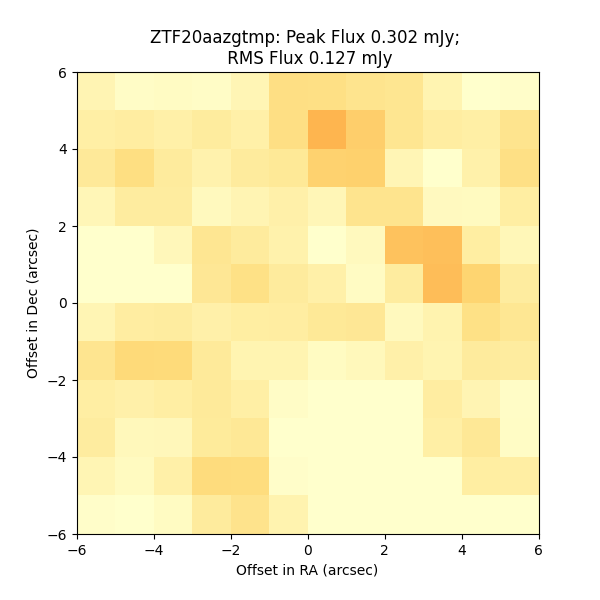 ZTF20aazgtmp: Peak Flux 0.302 mJy;
RMS Flux 0.127 mJy
6
4
2
0
−2
−4
−6
Offset in Dec (arcsec)
−6 −4 −2 0 2 4 6
Offset in RA (arcsec)